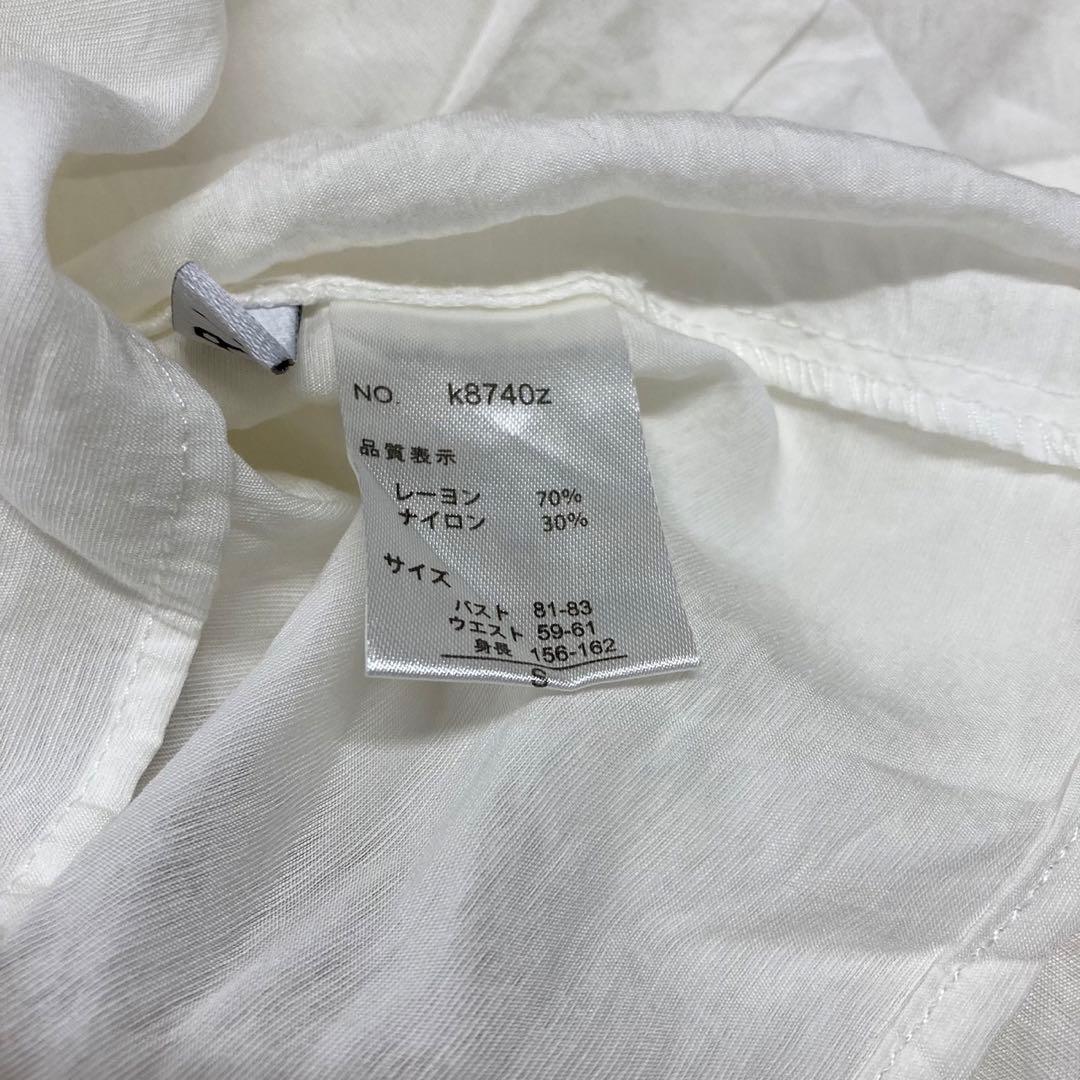 NO. k8740z
品質表示
レーヨン 70%
ナイロン 30%
サイズ
バスト 81-83
ウエスト 59-61
身長 156-162
S